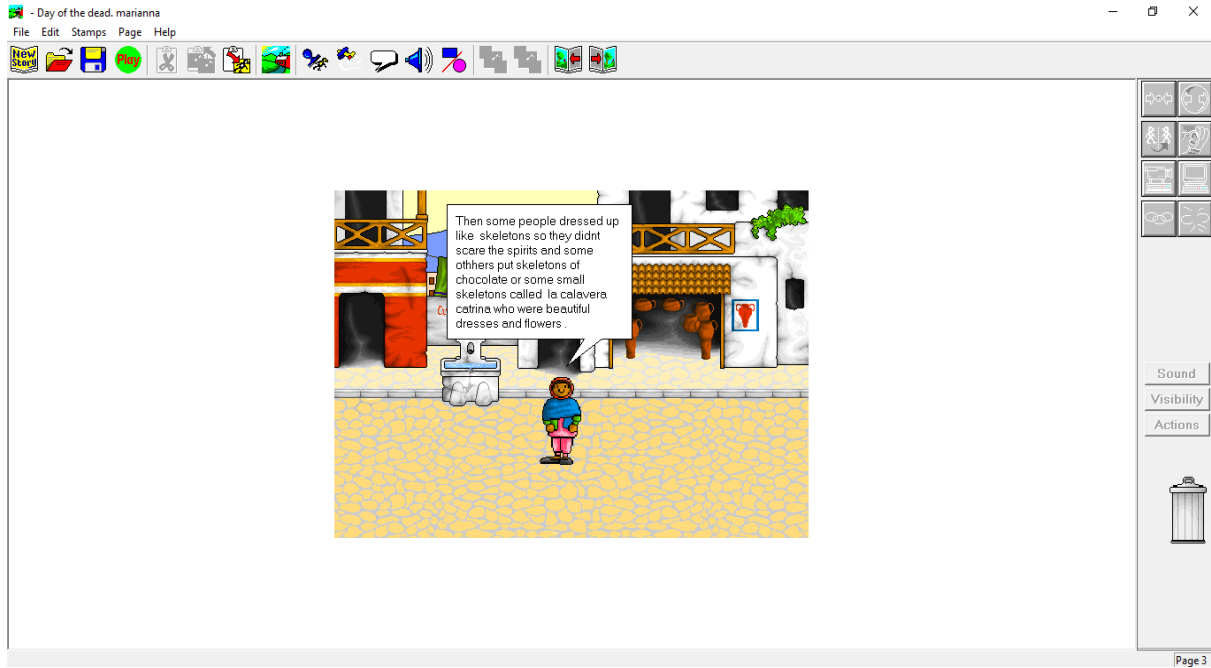 - Day of the dead. marianna
File Edit Stamps Page Help
New Story Play
Then some people dressed up
like skeletons so they didnt
scare the spirits and some
othhers put skeletons of
chocolate or some small
skeletons called la calavera
catrina who were beautiful
dresses and flowers .
Sound
Visibility
Actions
Page 3